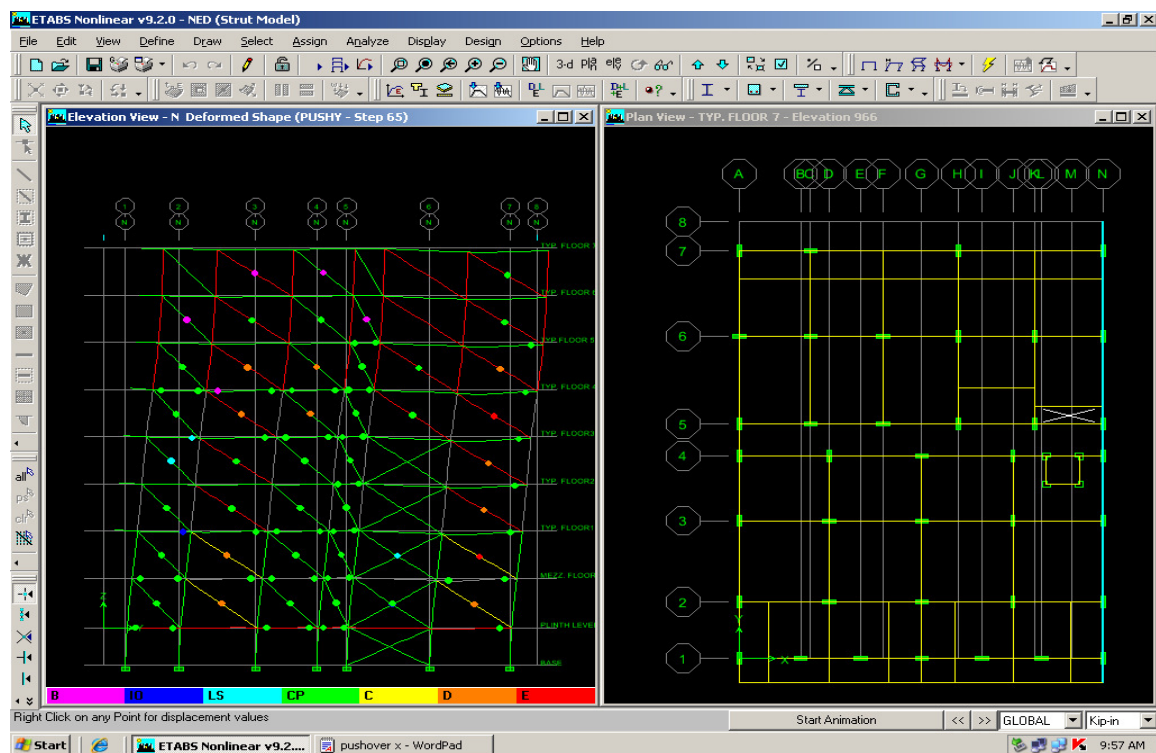 ETABS Nonlinear v9.2.0 - NED (Strut Model)
File Edit View Define Draw Select Assign Analyze Display Design Options Help
3-d
Elevation View - N Deformed Shape (PUSHY - Step 65)
Plan View - TYP. FLOOR 7 - Elevation 966
1 2 3 4 5 6 7 8
N N N N N N N N
TYP. FLOOR 7
TYP. FLOOR 6
TYP. FLOOR 5
TYP. FLOOR 4
TYP. FLOOR3
TYP. FLOOR2
TYP. FLOOR1
MEZZ. FLOOR
PLINTH LEVEL
BASE
Z
Y
B IO LS CP C D E
A B C D E F G H I J K L M N
8
7
6
5
4
3
2
1
Y
X
all
ps
clr
Right Click on any Point for displacement values
Start Animation << >> GLOBAL Kip-in
Start ETABS Nonlinear v9.2.... pushover x - WordPad 9:57 AM